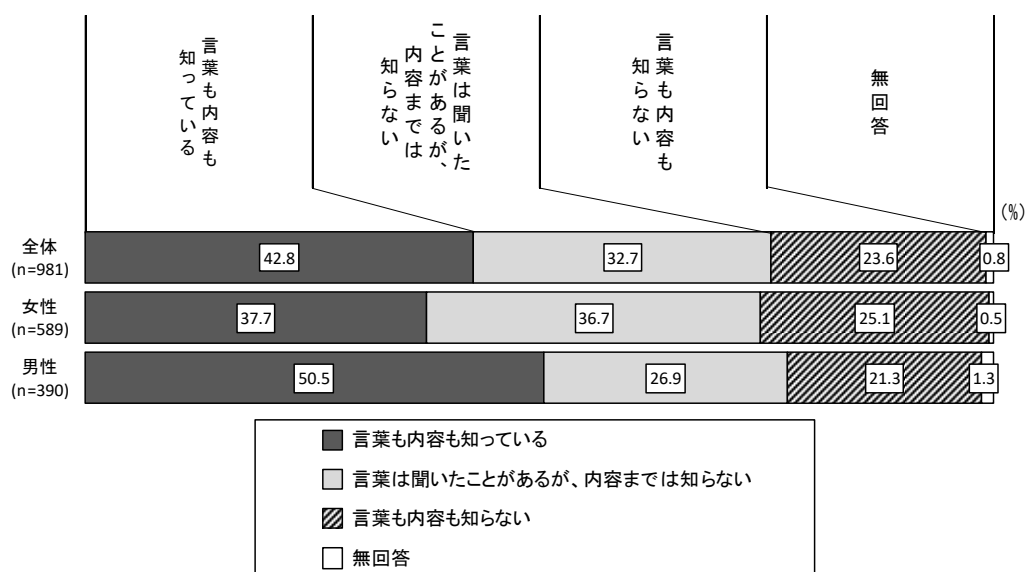 言葉も内容も
知っている
言葉は聞いた
ことがあるが、
内容までは
知らない
言葉も内容も
知らない
無回答
(%)
全体
(n=981)
42.8
32.7
23.6
0.8
女性
(n=589)
37.7
36.7
25.1
0.5
男性
(n=390)
50.5
26.9
21.3
1.3
言葉も内容も知っている
言葉は聞いたことがあるが、内容までは知らない
言葉も内容も知らない
無回答